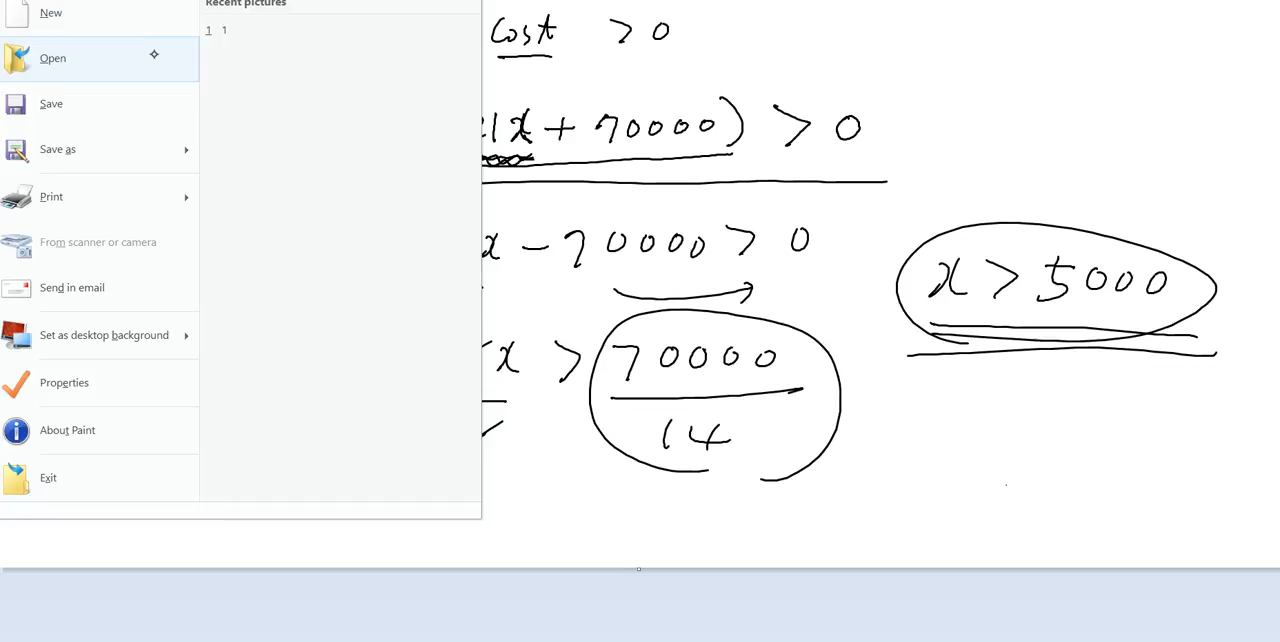 Recent pictures
New
1 1
Open
Save
Save as
Print
From scanner or camera
Send in email
Set as desktop background
Properties
About Paint
Exit
cost > 0
1x + 70000) > 0
x - 70000 > 0
x > 5000
x > 70000
14